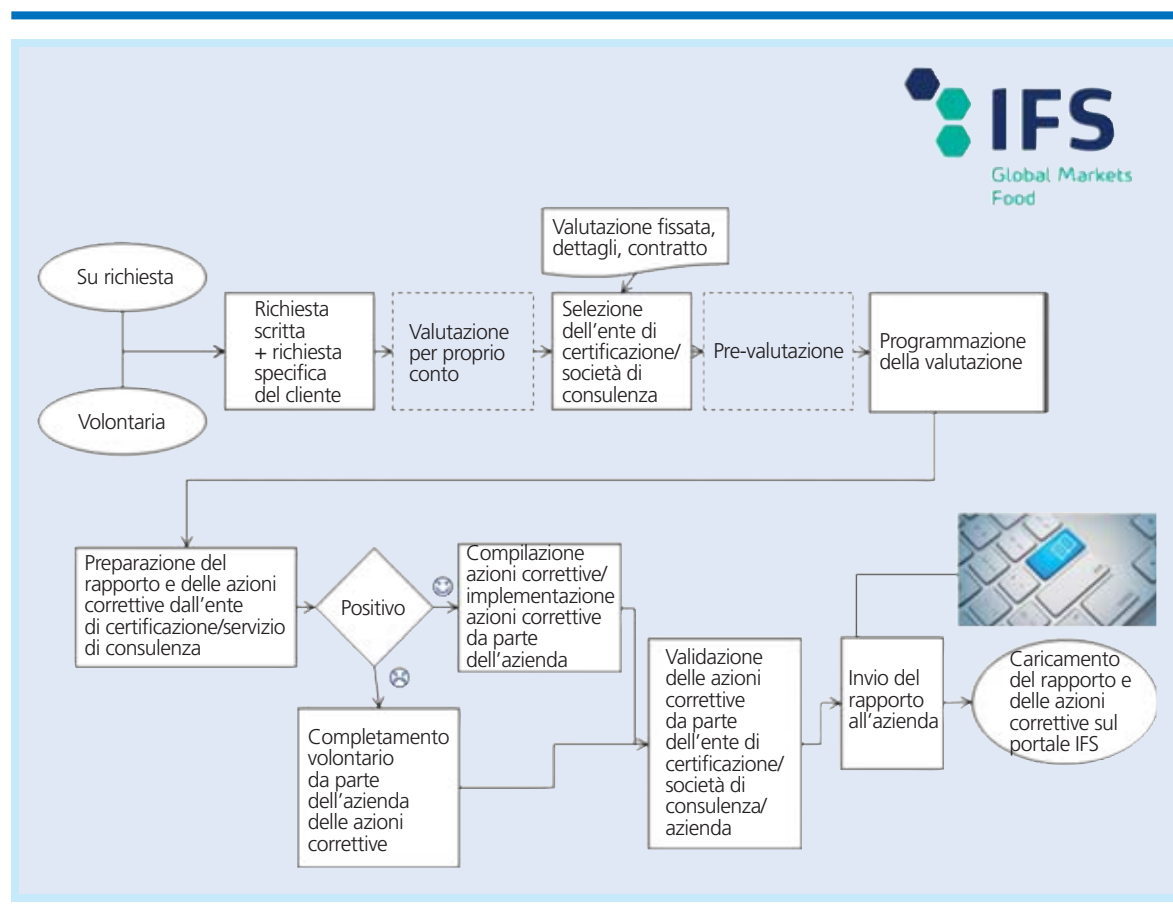 IFS
Global Markets
Food
Valutazione fissata,
dettagli, contratto
Su richiesta
Volontaria
Richiesta
scritta
+ richiesta
specifica
del cliente
Valutazione
per proprio
conto
Selezione
dell’ente di
certificazione/
società di
consulenza
Pre-valutazione
Programmazione
della valutazione
Preparazione del
rapporto e delle azioni
correttive dall’ente
di certificazione/servizio
di consulenza
Positivo
Compilazione
azioni correttive/
implementazione
azioni correttive
da parte
dell’azienda
Completamento
volontario
da parte
dell’azienda
delle azioni
correttive
Validazione
delle azioni
correttive
da parte
dell’ente di
certificazione/
società di
consulenza/
azienda
Invio del
rapporto
all’azienda
Caricamento
del rapporto e
delle azioni
correttive sul
portale IFS